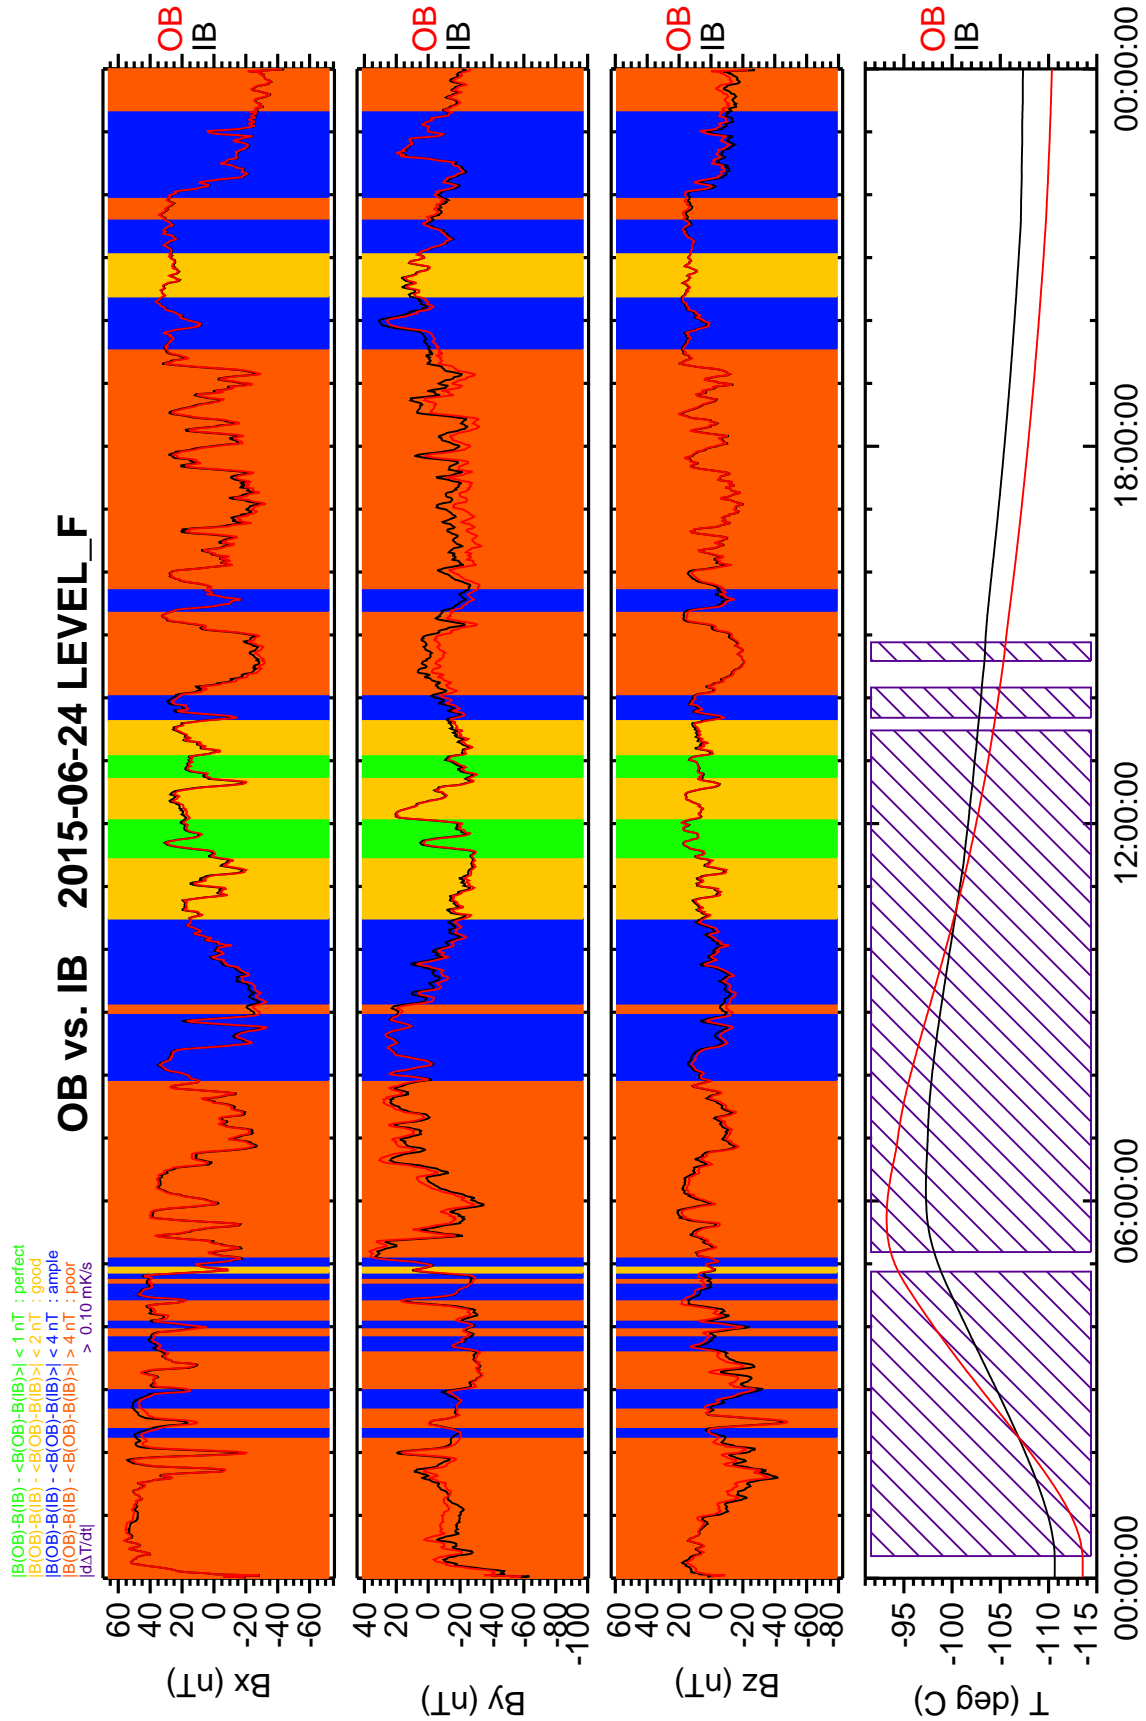 OB vs. IB 2015-06-24 LEVEL_F
|B(OB)-B(IB) - <B(OB)-B(IB)>| < 1 nT : perfect
|B(OB)-B(IB) - <B(OB)-B(IB)>| < 2 nT : good
|B(OB)-B(IB) - <B(OB)-B(IB)>| < 4 nT : ample
|B(OB)-B(IB) - <B(OB)-B(IB)>| > 4 nT : poor
|dΔT/dt| > 0.10 mK/s
Bx (nT)
60
40
20
0
-20
-40
-60
OB
IB
By (nT)
40
20
0
-20
-40
-60
-80
-100
OB
IB
Bz (nT)
60
40
20
0
-20
-40
-60
-80
OB
IB
T (deg C)
-95
-100
-105
-110
-115
OB
IB
00:00:00 06:00:00 12:00:00 18:00:00 00:00:00